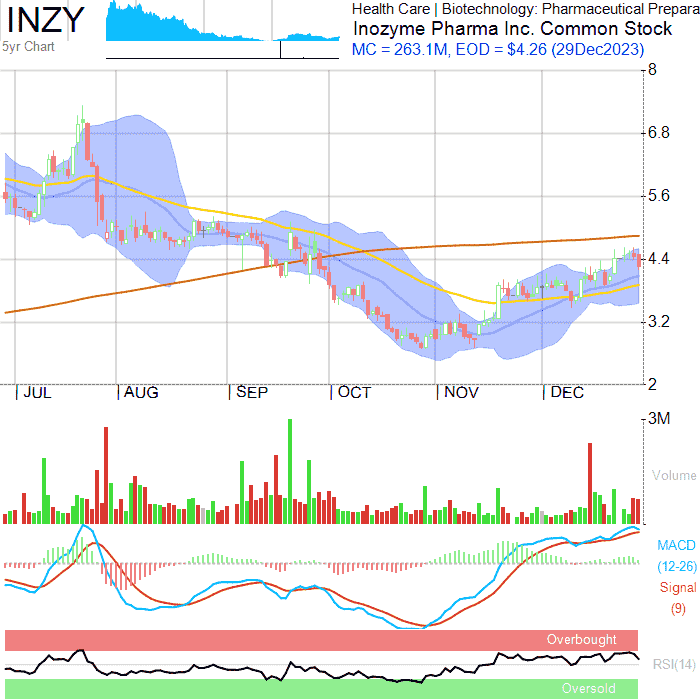 INZY
5yr Chart
Health Care | Biotechnology: Pharmaceutical Prepara
Inozyme Pharma Inc. Common Stock
MC = 263.1M, EOD = $4.26 (29Dec2023)
8
6.8
5.6
4.4
3.2
2
JUL AUG SEP OCT NOV DEC
3M
Volume
MACD
(12-26)
Signal
(9)
Overbought
RSI(14)
Oversold